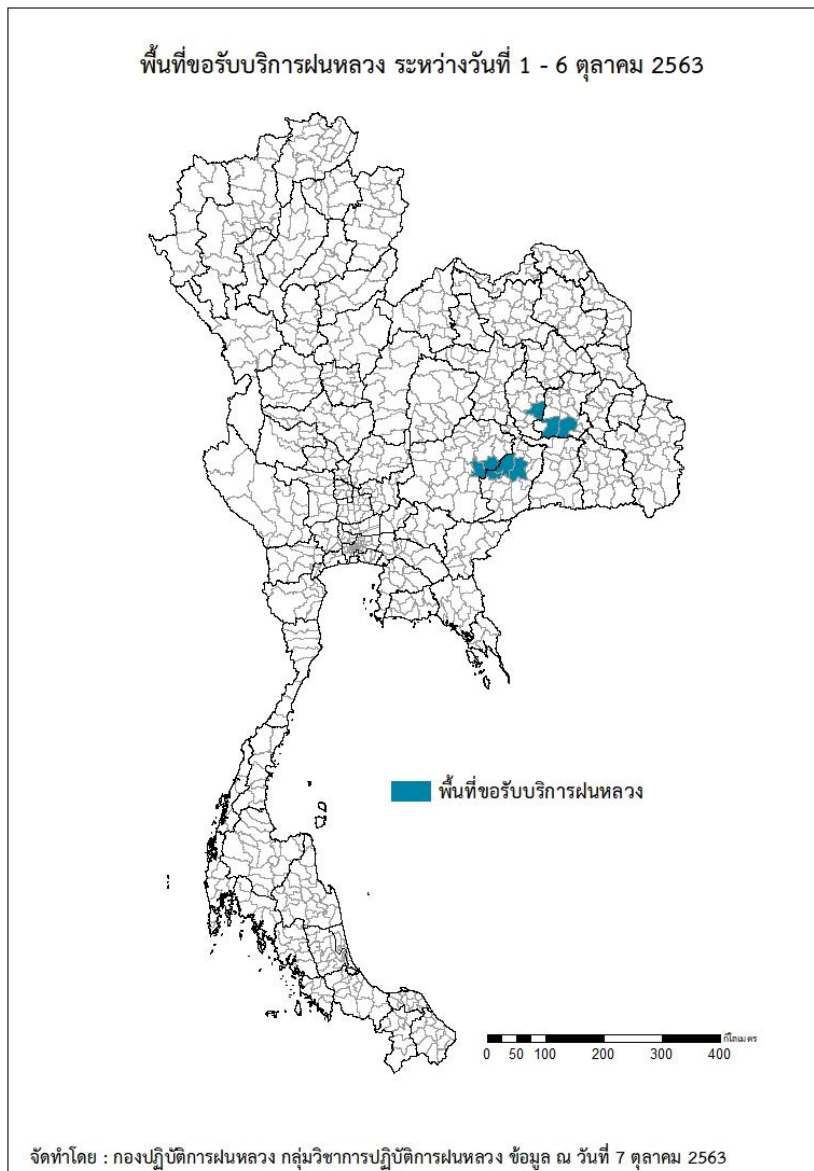 พื้นที่ขอรับบริการฝนหลวง ระหว่างวันที่ 1 - 6 ตุลาคม 2563
พื้นที่ขอรับบริการฝนหลวง
กิโลเมตร
0 50 100 200 300 400
จัดทำโดย : กองปฏิบัติการฝนหลวง กลุ่มวิชาการปฏิบัติการฝนหลวง ข้อมูล ณ วันที่ 7 ตุลาคม 2563